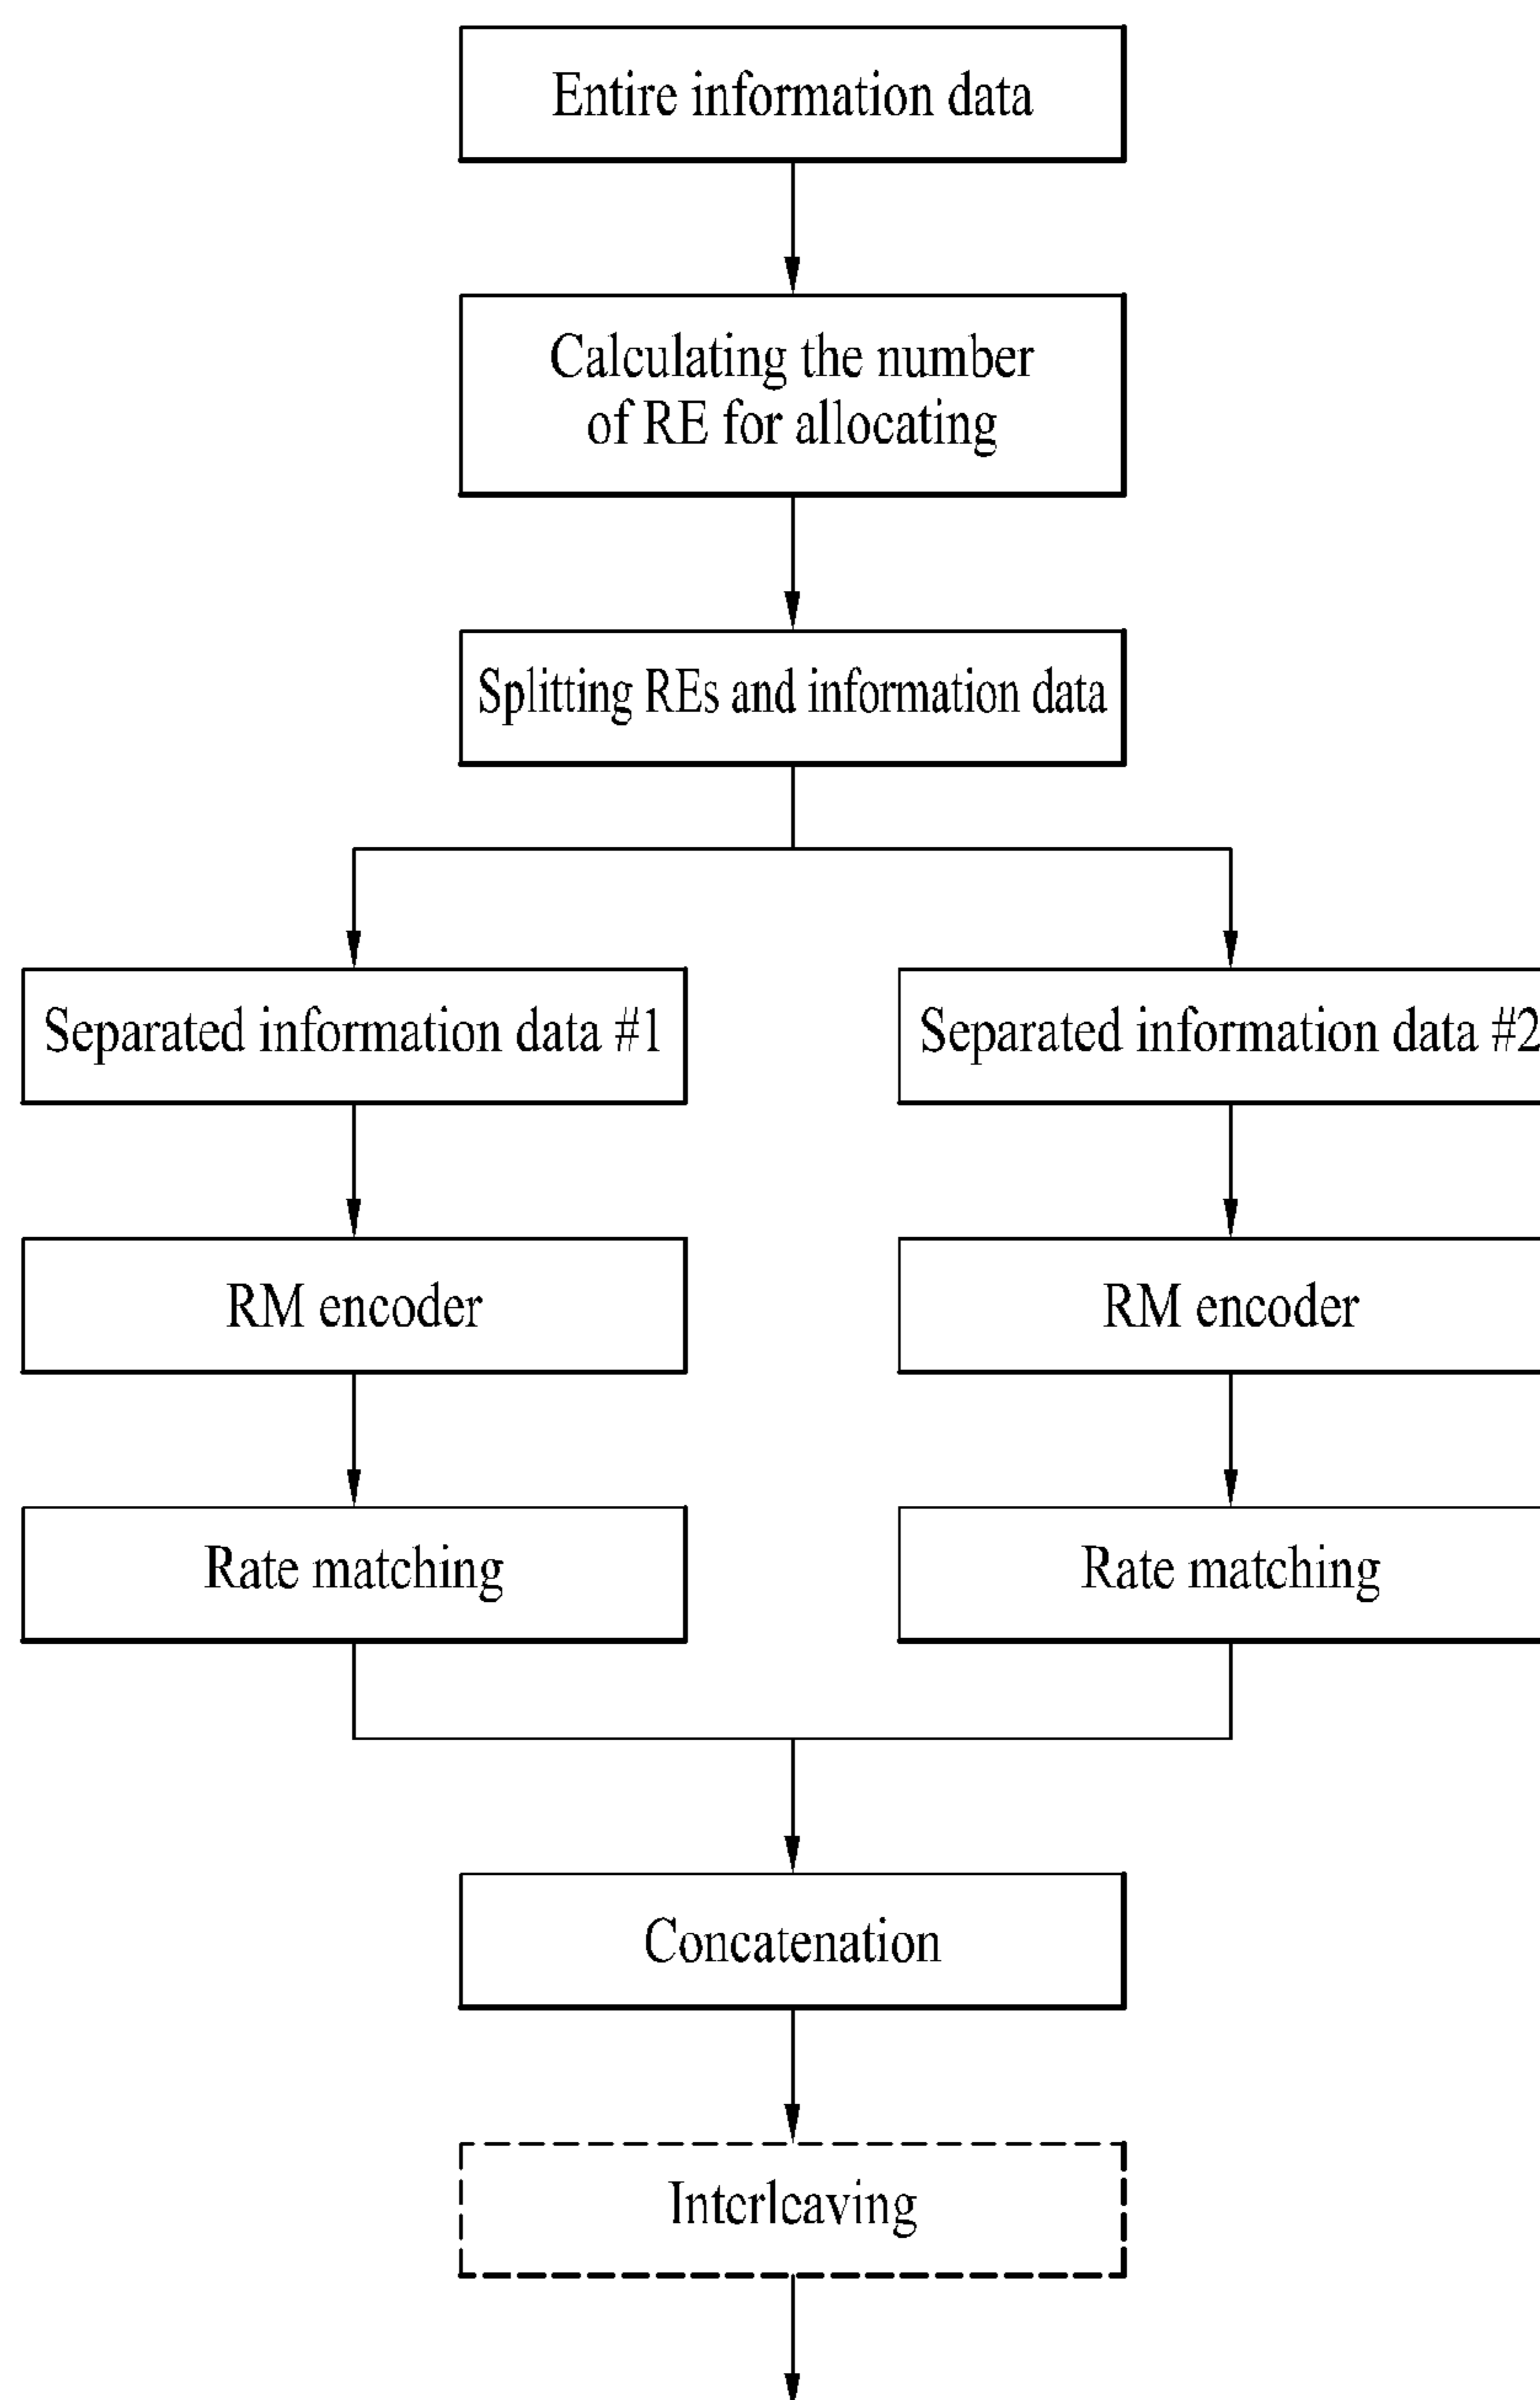 Entire information data
Calculating the number
of RE for allocating
Splitting REs and information data
Separated information data #1
Separated information data #2
RM encoder
RM encoder
Rate matching
Rate matching
Concatenation
Interleaving